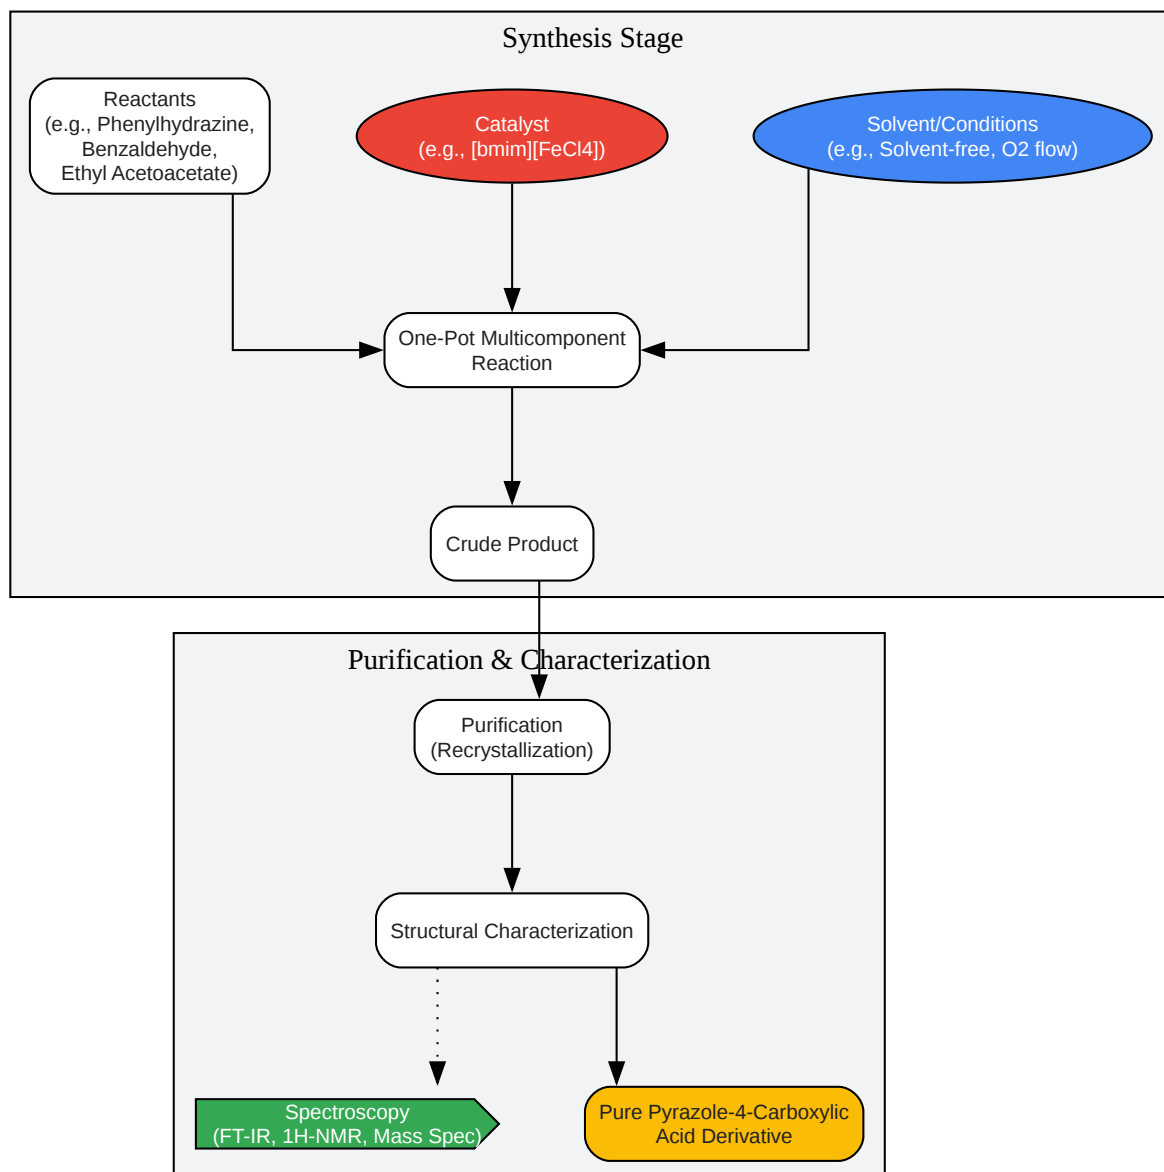 Synthesis Stage
Reactants
(e.g., Phenylhydrazine,
Benzaldehyde,
Ethyl Acetoacetate)
Catalyst
(e.g., [bmim][FeCl4])
Solvent/Conditions
(e.g., Solvent-free, O2 flow)
One-Pot Multicomponent
Reaction
Crude Product
Purification & Characterization
Purification
(Recrystallization)
Structural Characterization
Spectroscopy
(FT-IR, 1H-NMR, Mass Spec)
Pure Pyrazole-4-Carboxylic
Acid Derivative